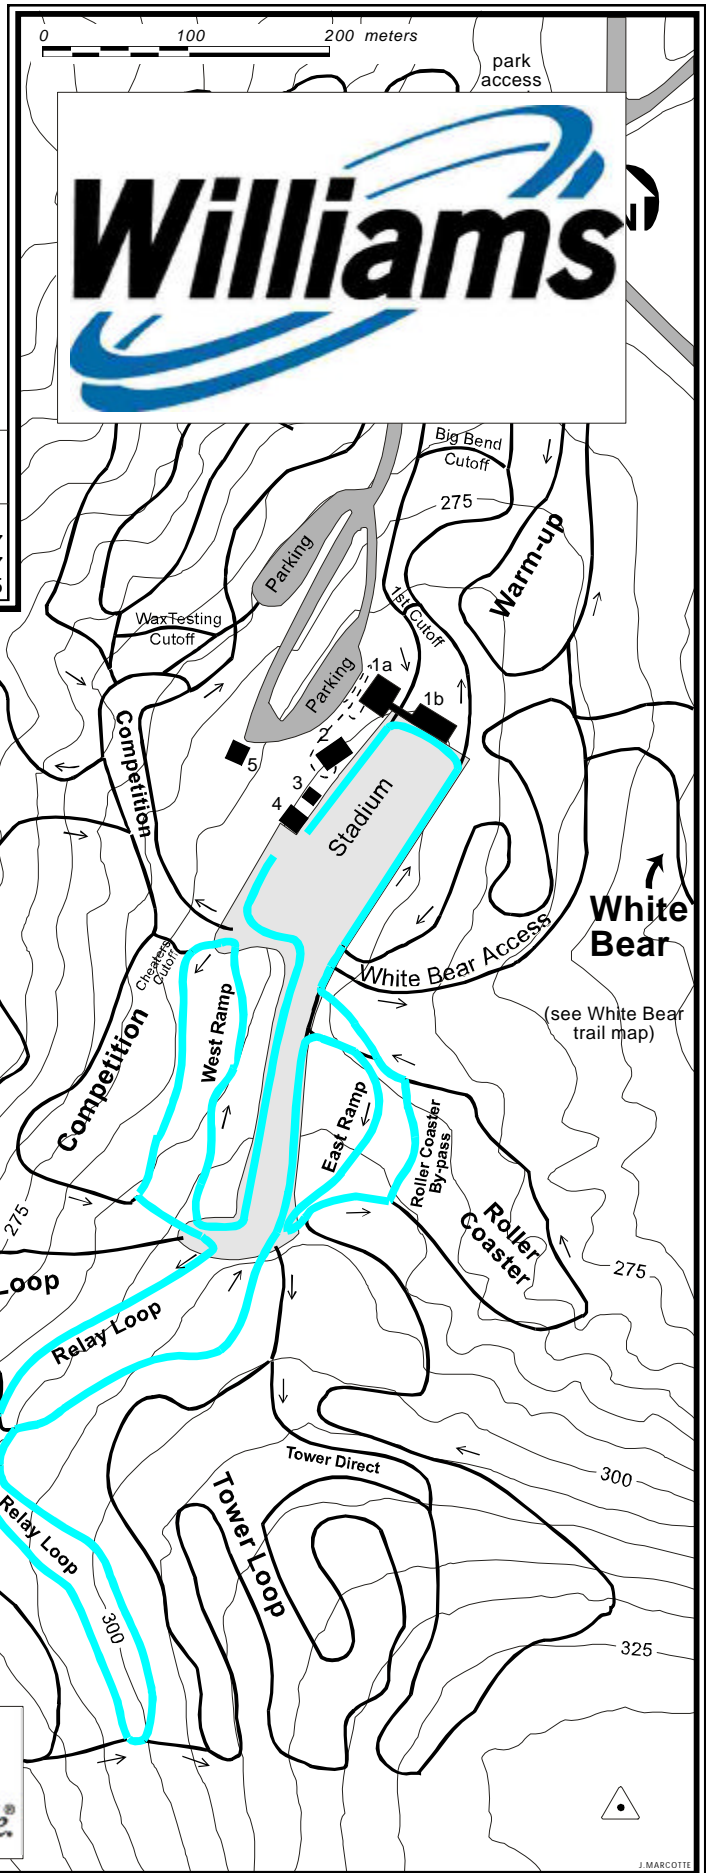 0 100 200 meters
park
access
Williams
N
Big Bend
Cutoff
275
Warm-up
Parking
1st Cutoff
WaxTesting
Cutoff
Parking
1a
1b
2
5
3
4
Competition
Stadium
White
Bear
White Bear Access
(see White Bear
trail map)
Cheaters
Cutoff
West Ramp
Competition
East Ramp
Roller Coaster
By-pass
Roller
Coaster
275
275
Loop
Relay Loop
Tower Direct
300
Tower Loop
Relay Loop
300
325
J.MARCOTTE